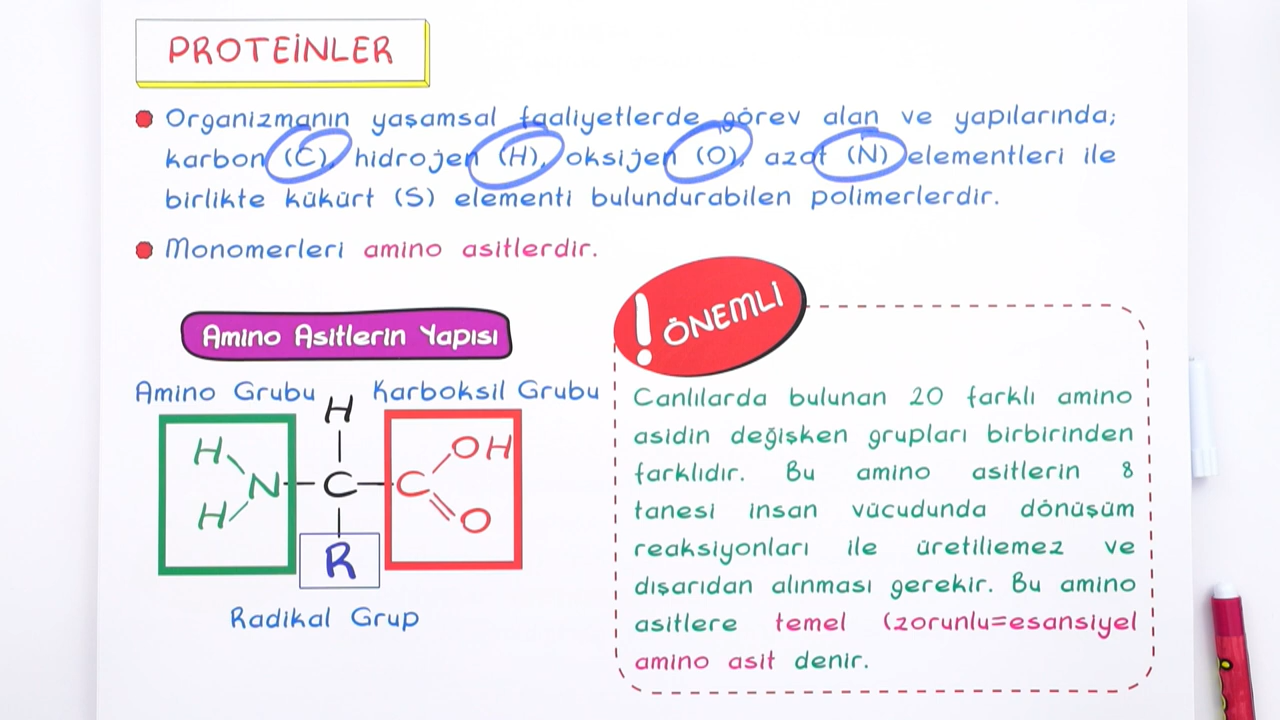 PROTEİNLER
Organizmanın yaşamsal faaliyetlerde görev alan ve yapılarında;
karbon (C), hidrojen (H), oksijen (O), azot (N) elementleri ile
birlikte kükürt (S) elementi bulundurabilen polimerlerdir.
Monomerleri amino asitlerdir.
Amino Asitlerin Yapısı
Amino Grubu
Karboksil Grubu
H
H
OH
N C C
H
O
R
Radikal Grup
! ÖNEMLİ
Canlılarda bulunan 20 farklı amino
asidin değişken grupları birbirinden
farklıdır. Bu amino asitlerin 8
tanesi insan vücudunda dönüşüm
reaksiyonları ile üretiliemez ve
dışarıdan alınması gerekir. Bu amino
asitlere temel (zorunlu=esansiyel
amino asit denir.